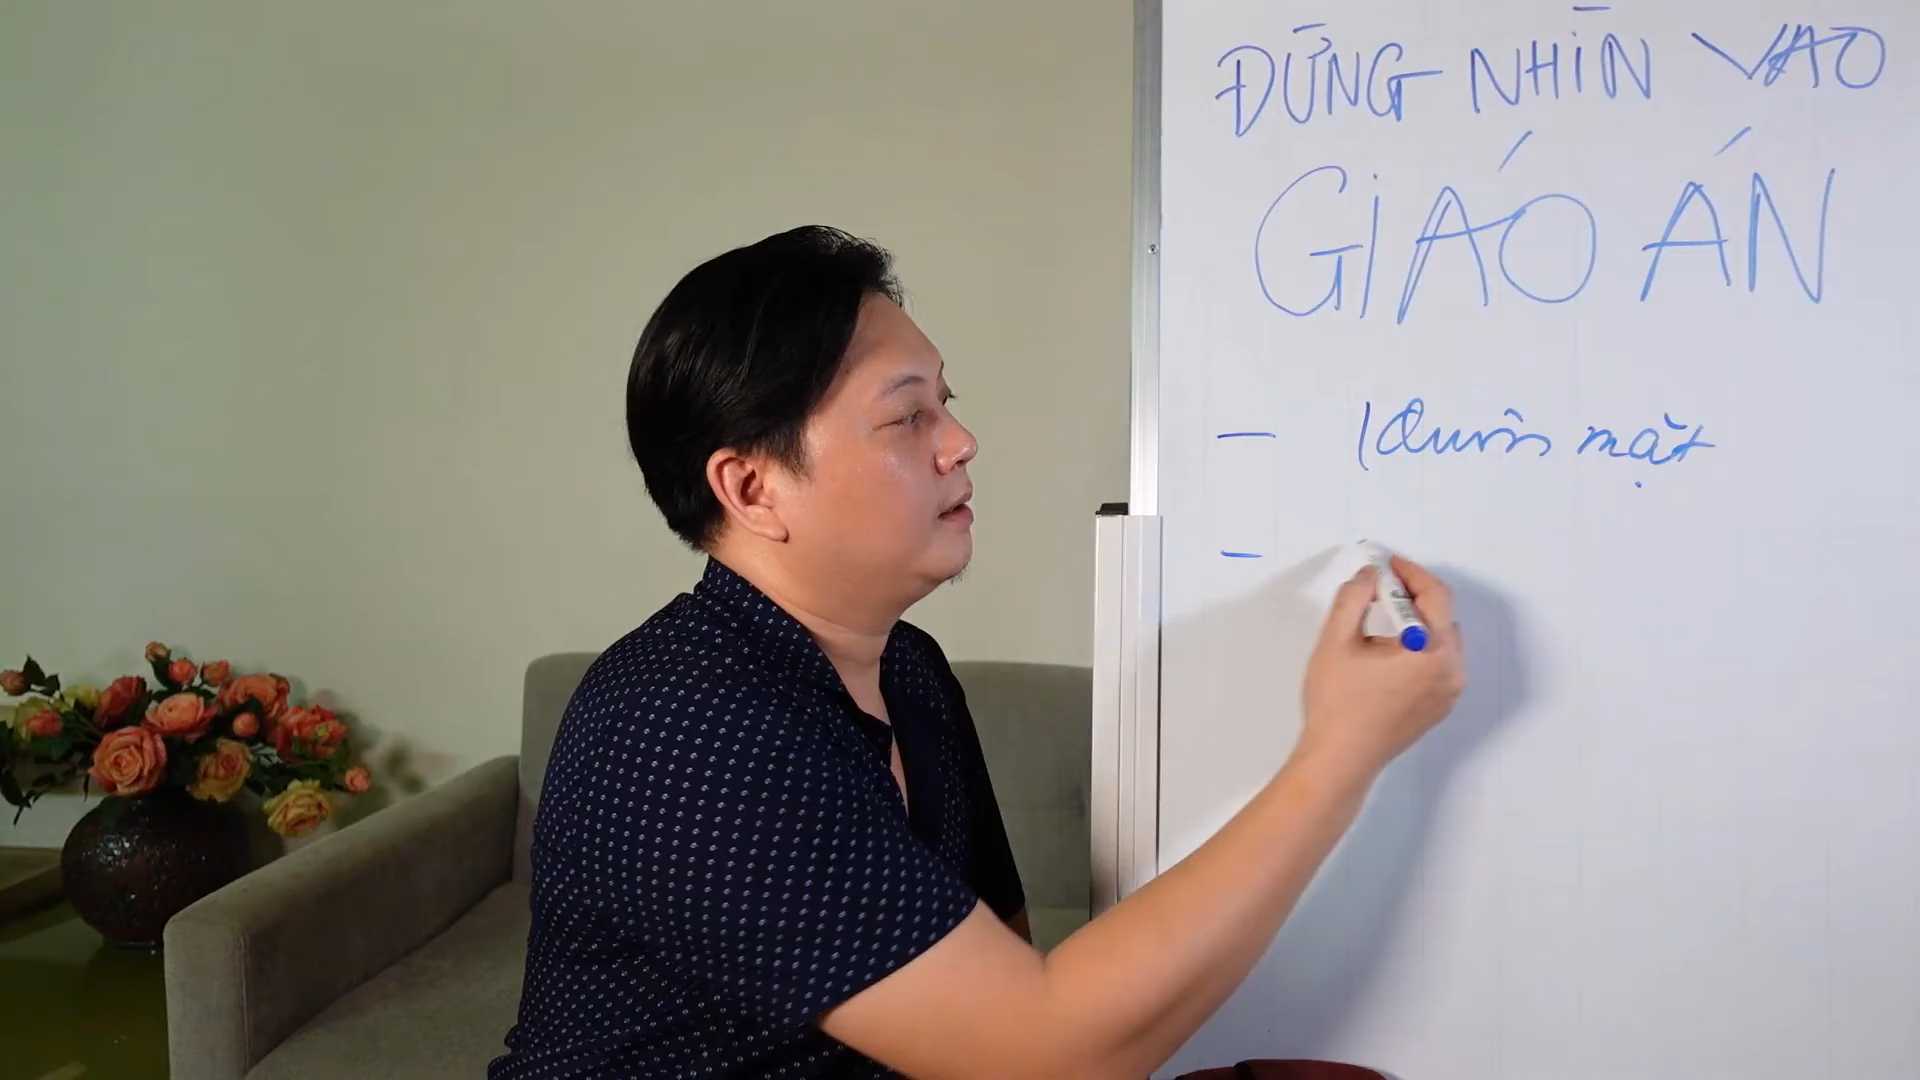 ĐỪNG NHÌN VÀO
GIÁO ÁN
- Khuôn mặt
-